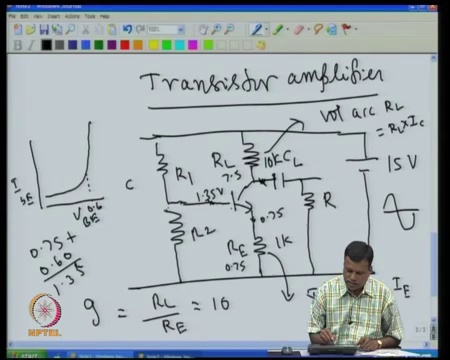 File Edit View Insert Actions Tools Help
Transistor amplifier
vol acc RL
= RL x Ic
I
BE
V 0.6
BE
C
R1
R2
1.35V
RL
7.5
10K
CL
R
15V
0.75
RE
0.75
1K
0.75 +
0.60
1.35
g = RL / RE = 10
IE
NPTEL